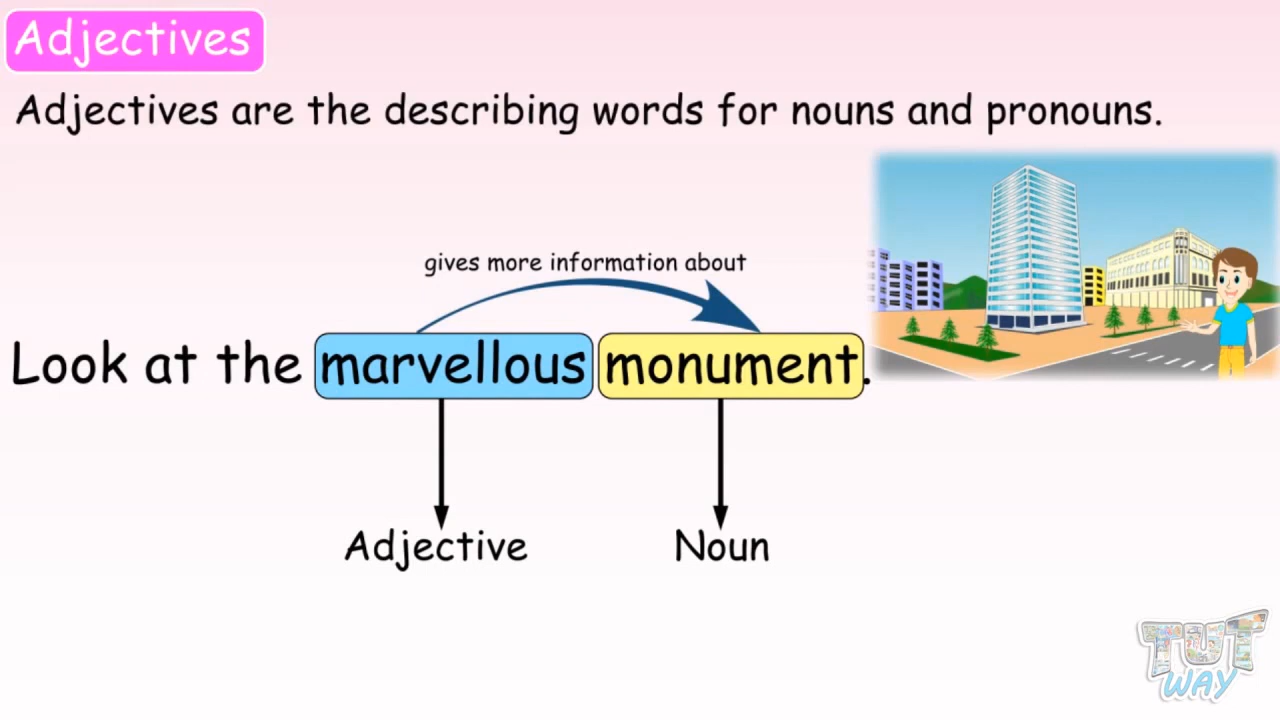 Adjectives
Adjectives are the describing words for nouns and pronouns.
gives more information about
Look at the marvellous monument.
Adjective Noun
TUT
WAY